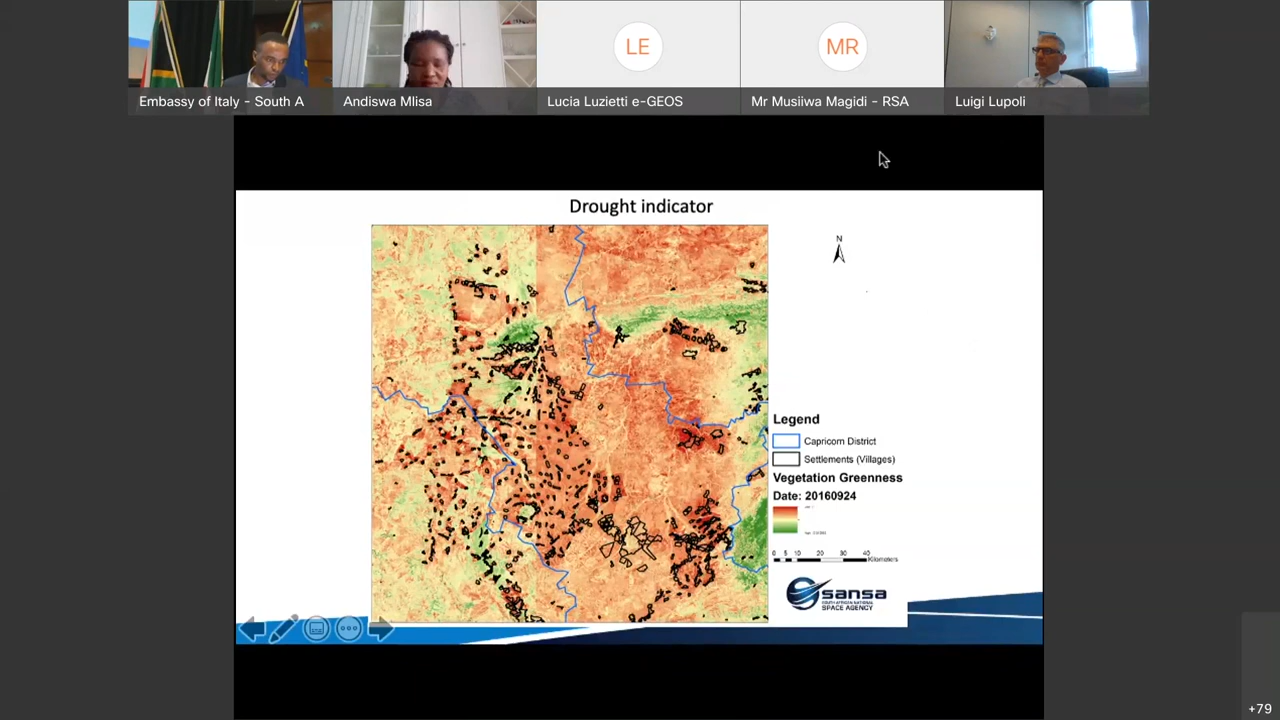 LE
MR
Embassy of Italy - South A
Andiswa Mlisa
Lucia Luzietti e-GEOS
Mr Musiiwa Magidi - RSA
Luigi Lupoli
Drought indicator
N
Legend
Capricorn District
Settlements (Villages)
Vegetation Greenness
Date: 20160924
0 5 10 20 30 40
Kilometers
sansa
SOUTH AFRICAN NATIONAL
SPACE AGENCY
+79